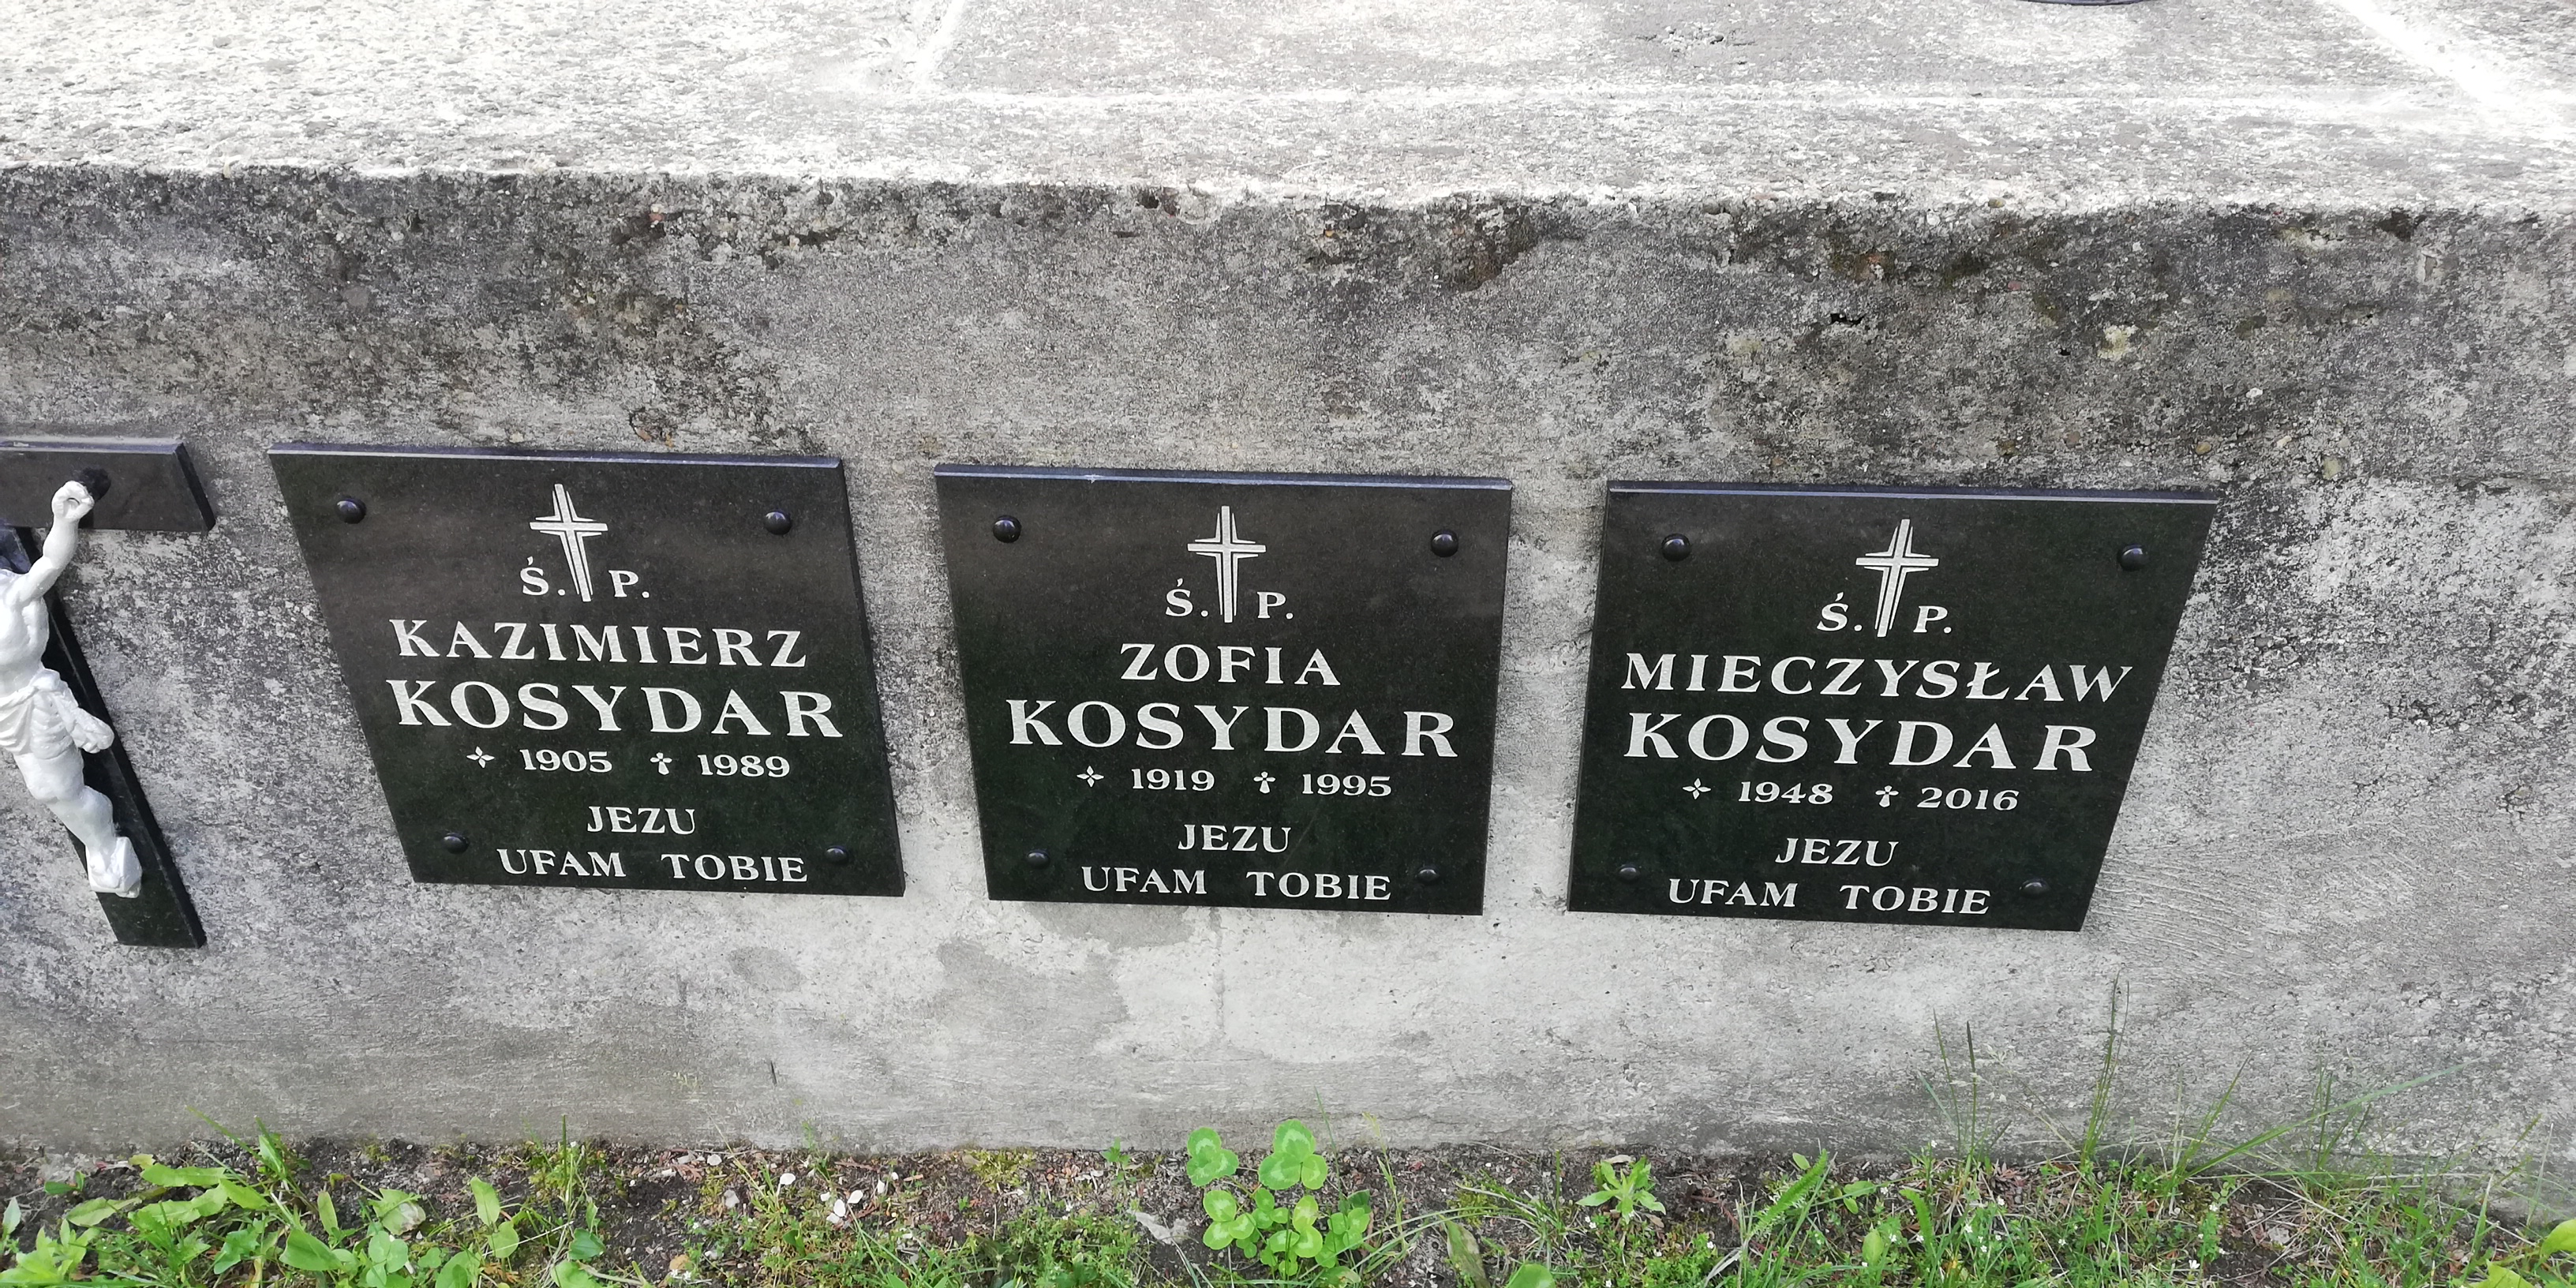 Ś. P.
KAZIMIERZ
KOSYDAR
1905 1989
JEZU
UFAM TOBIE
Ś. P.
ZOFIA
KOSYDAR
1919 1995
JEZU
UFAM TOBIE
Ś. P.
MIECZYSŁAW
KOSYDAR
1948 2016
JEZU
UFAM TOBIE